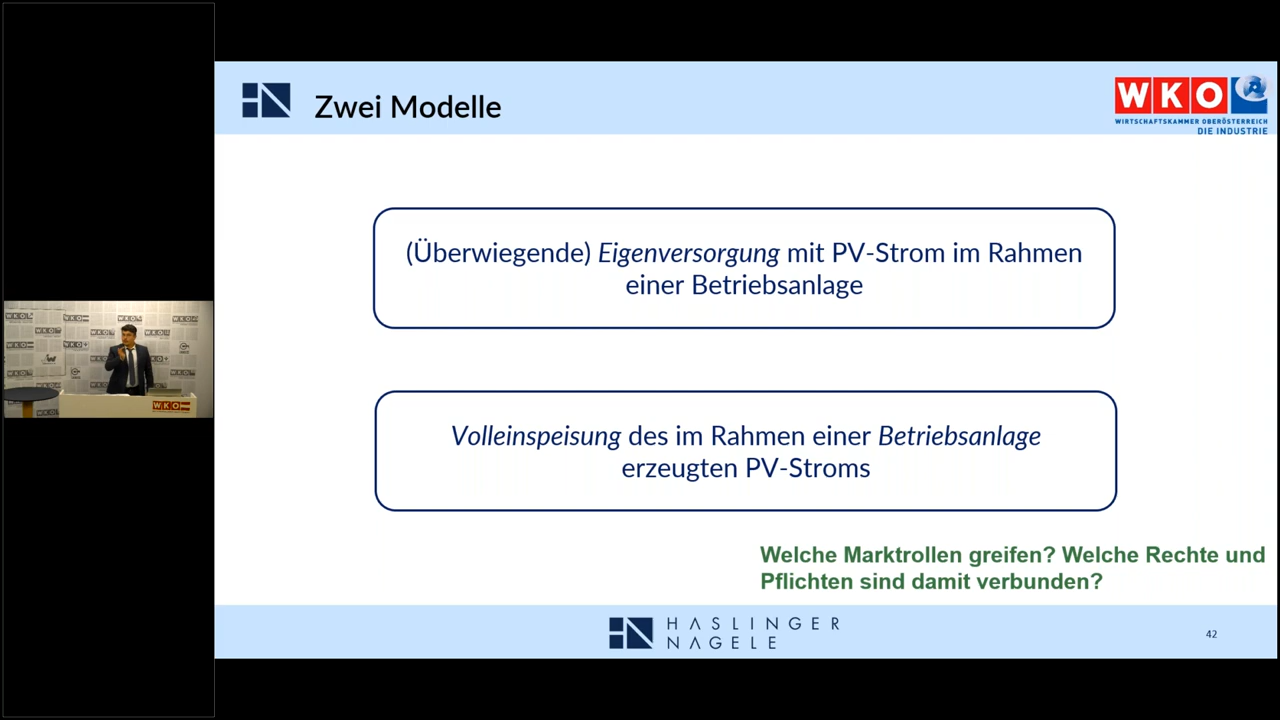 Zwei Modelle
WKO
WIRTSCHAFTSKAMMER OBERÖSTERREICH
DIE INDUSTRIE
(Überwiegende) Eigenversorgung mit PV-Strom im Rahmen
einer Betriebsanlage
Volleinspeisung des im Rahmen einer Betriebsanlage
erzeugten PV-Stroms
WKO
Welche Marktrollen greifen? Welche Rechte und
Pflichten sind damit verbunden?
HASLINGER
NAGELE
42